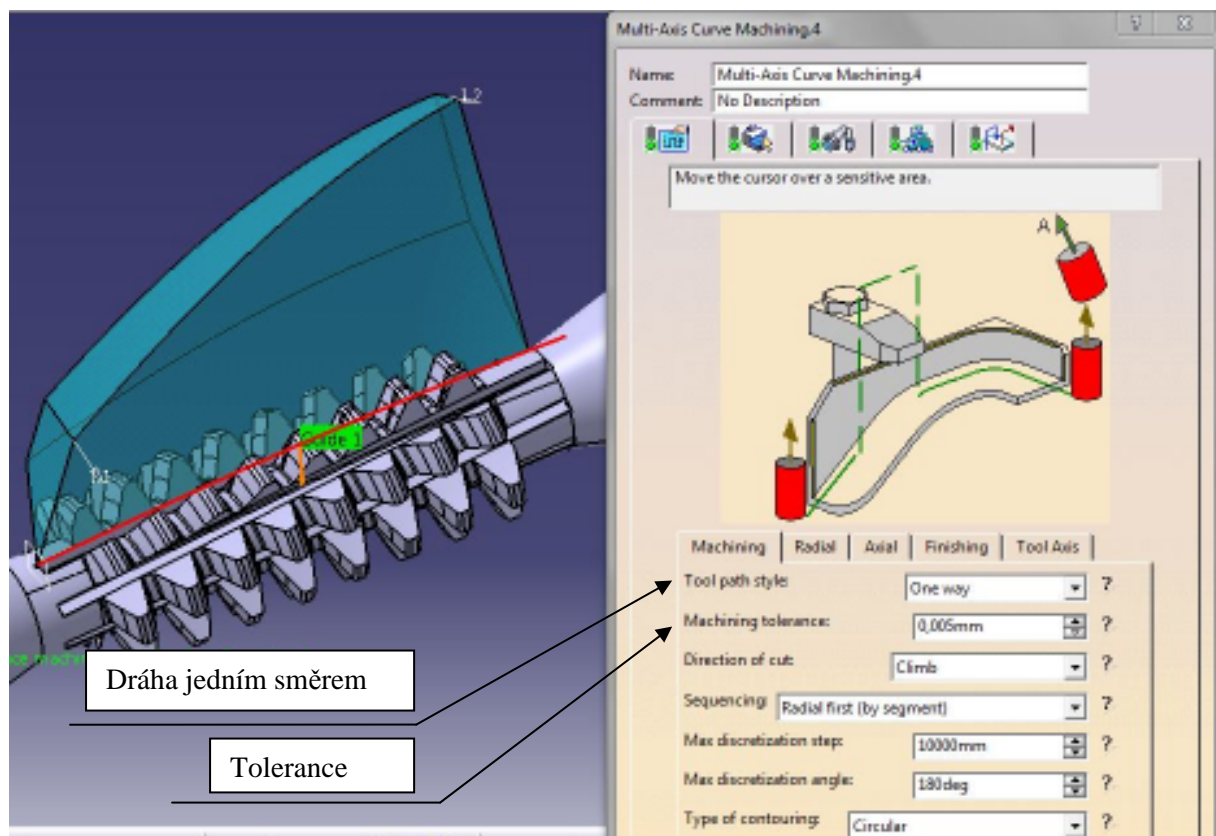 Multi-Axis Curve Machining.4
Name: Multi-Axis Curve Machining.4
Comment: No Description
Move the cursor over a sensitive area.
A
L2
Guide 1
R1
Machining Radial Axial Finishing Tool Axis
Tool path style: One way ?
Machining tolerance: 0,005mm ?
Direction of cut: Climb ?
Sequencing: Radial first (by segment) ?
Max discretization step: 10000mm ?
Max discretization angle: 180deg ?
Type of contouring: Circular ?
Dráha jedním směrem
Tolerance